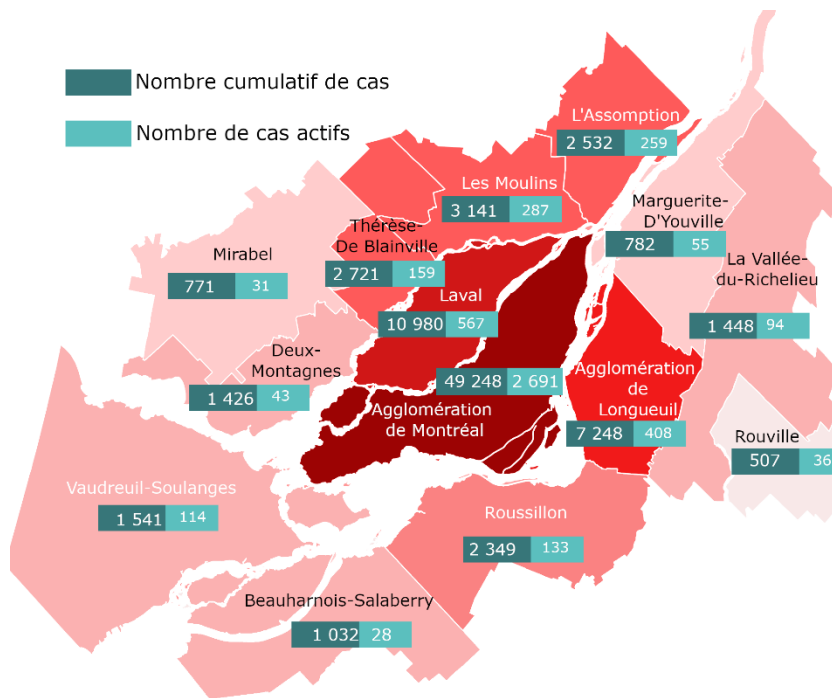 Nombre cumulatif de cas
Nombre de cas actifs
L'Assomption
2 532 259
Les Moulins
3 141 287
Marguerite-
D'Youville
782 55
Thérèse-
De Blainville
2 721 159
La Vallée-
du-Richelieu
1 448 94
Mirabel
771 31
Laval
10 980 567
Deux-
Montagnes
1 426 43
49 248 2 691
Agglomération
de Montréal
Agglomération
de
Longueuil
7 248 408
Rouville
507 36
Vaudreuil-Soulanges
1 541 114
Roussillon
2 349 133
Beauharnois-Salaberry
1 032 28